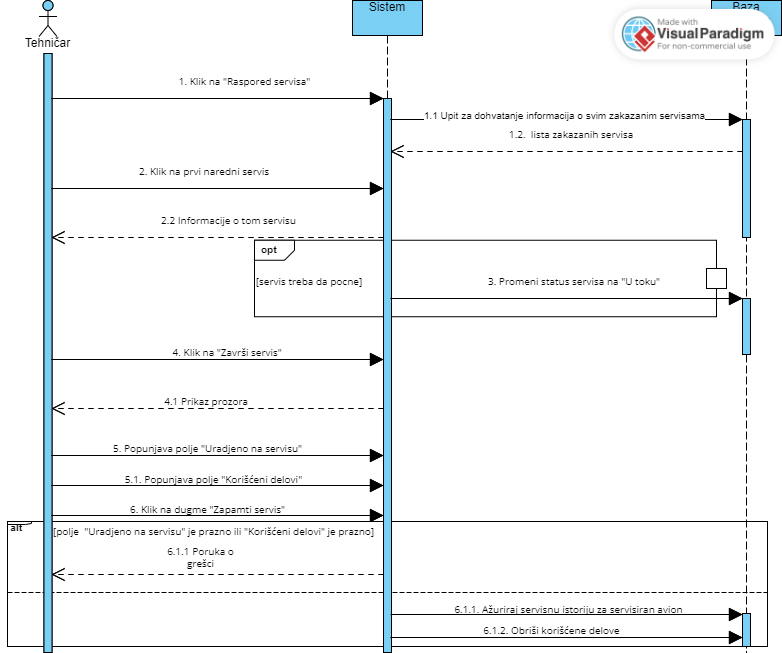 Sistem
Baza
Made with
VisualParadigm
For non-commercial use
Tehničar
1. Klik na "Raspored servisa"
1.1 Upit za dohvatanje informacija o svim zakazanim servisama
1.2. lista zakazanih servisa
2. Klik na prvi naredni servis
2.2 Informacije o tom servisu
opt
[servis treba da pocne]
3. Promeni status servisa na "U toku"
4. Klik na "Završi servis"
4.1 Prikaz prozora
5. Popunjava polje "Uradjeno na servisu"
5.1. Popunjava polje "Korišćeni delovi"
6. Klik na dugme "Zapamti servis"
alt
[polje "Uradjeno na servisu" je prazno ili "Korišćeni delovi" je prazno]
6.1.1 Poruka o
grešci
6.1.1. Ažuriraj servisnu istoriju za servisiran avion
6.1.2. Obriši korišćene delove